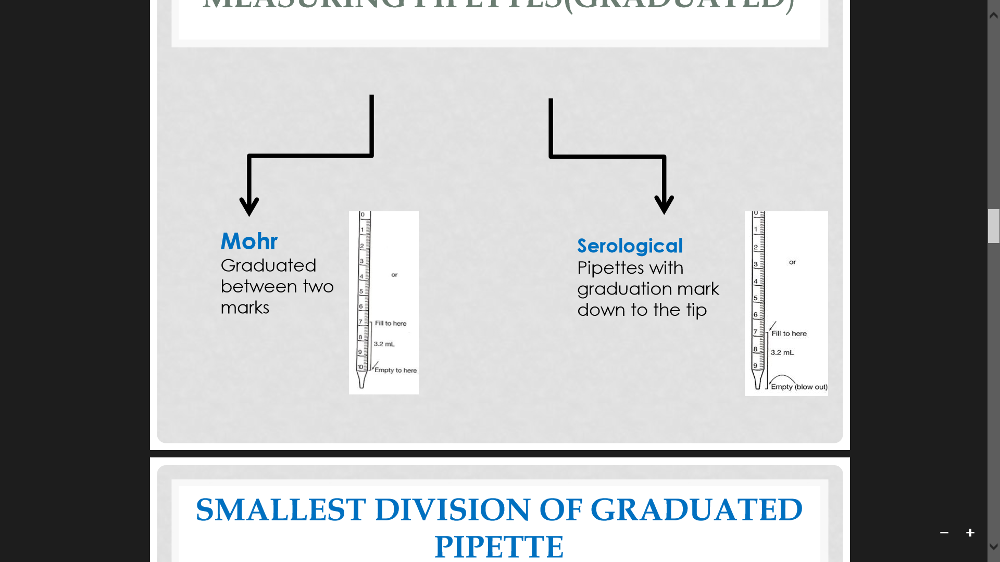 MEASURING PIPETTES(GRADUATED)
Mohr
Graduated
between two
marks
0
1
2
3
4
5
6
7
8
9
10
or
Fill to here
3.2 mL
Empty to here
Serological
Pipettes with
graduation mark
down to the tip
0
1
2
3
4
5
6
7
8
9
or
Fill to here
3.2 mL
Empty (blow out)
SMALLEST DIVISION OF GRADUATED
PIPETTE